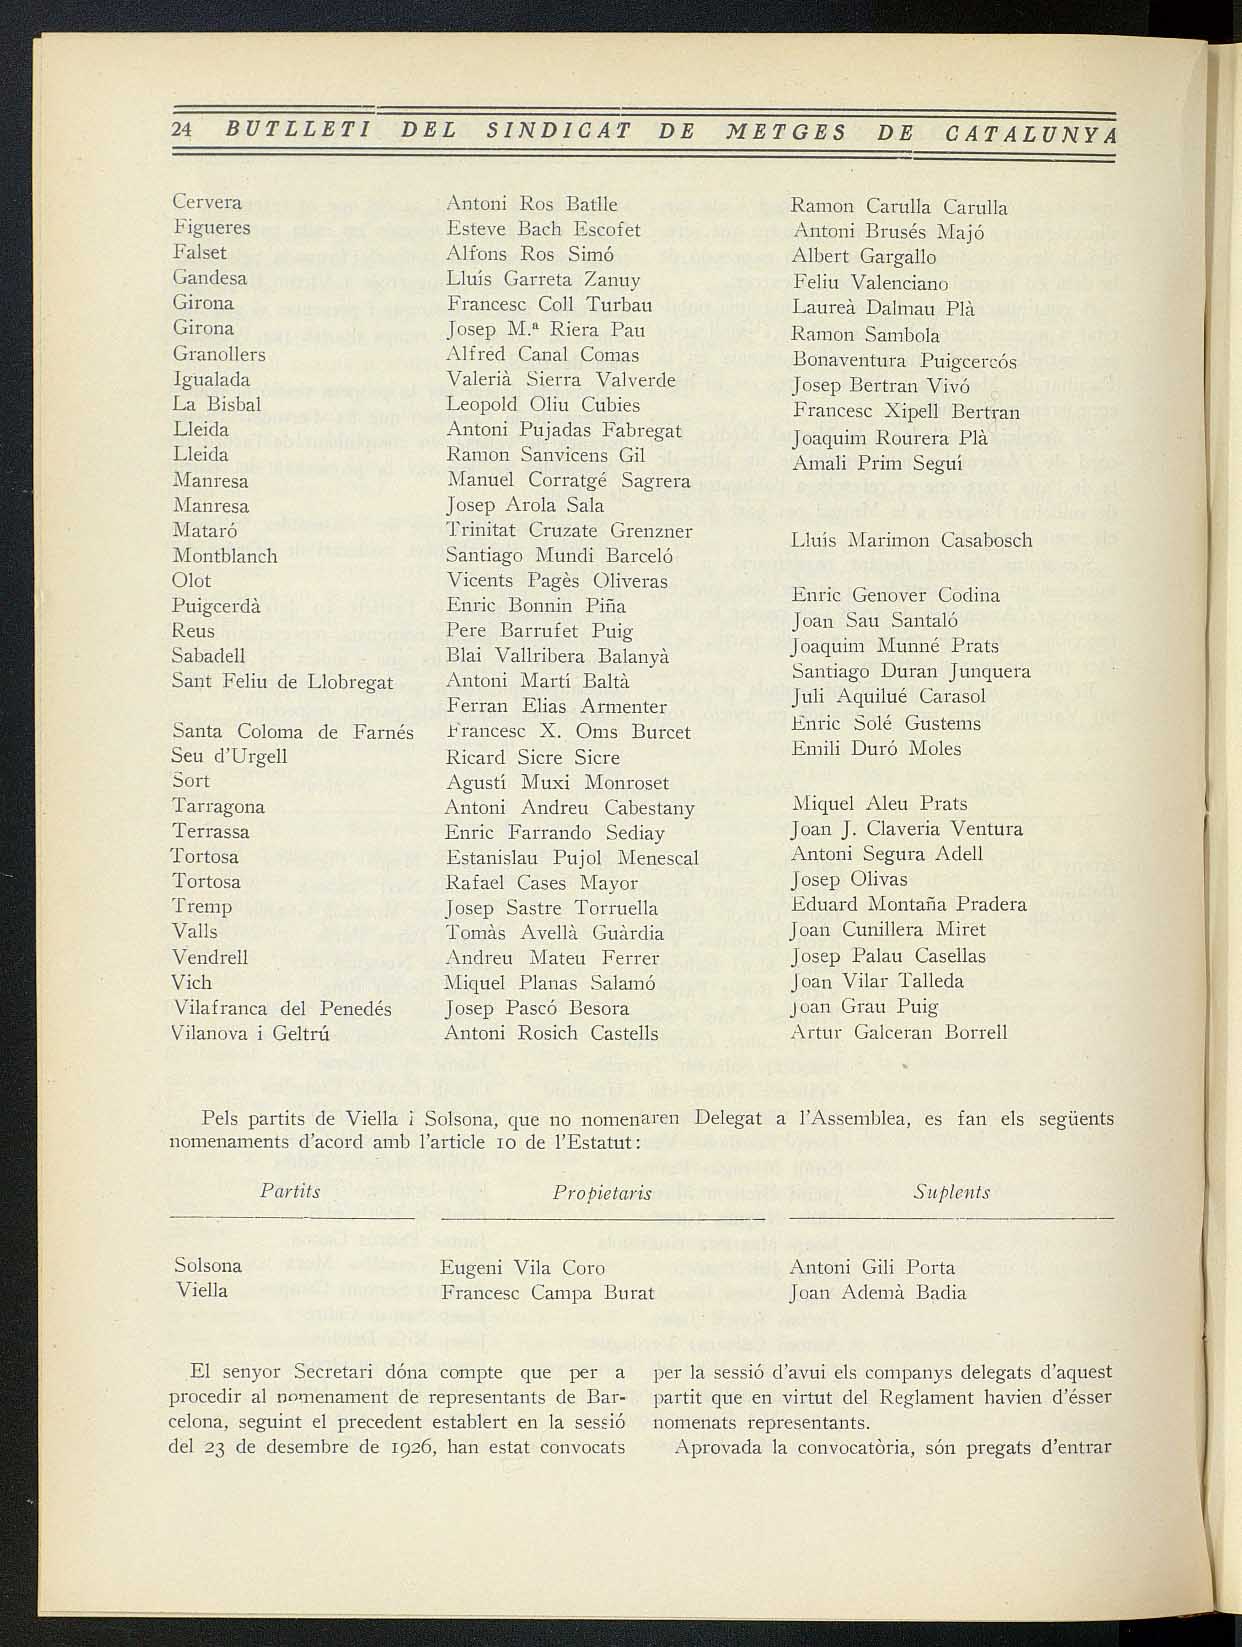 24 BUTLLETI DEL SINDICAT DE METGES DE CATALUNYA
Cervera Antoni Ros Batlle Ramon Carulla Carulla
Figueres Esteve Bach Escofet Antoni Brusés Majó
Falset Alfons Ros Simó Albert Gargallo
Gandesa Lluís Garreta Zanuy Feliu Valenciano
Girona Francesc Coll Turbau Laureà Dalmau Plà
Girona Josep M.ª Riera Pau Ramon Sambola
Granollers Alfred Canal Comas Bonaventura Puigcercós
Igualada Valerià Sierra Valverde Josep Bertran Vivó
La Bisbal Leopold Oliu Cubies Francesc Xipell Bertran
Lleida Antoni Pujadas Fabregat Joaquim Rourera Plà
Lleida Ramon Sanvicens Gil Amali Prim Seguí
Manresa Manuel Corratgé Sagrera
Manresa Josep Arola Sala
Mataró Trinitat Cruzate Grenzner Lluís Marimon Casabosch
Montblanch Santiago Mundi Barceló
Olot Vicents Pagès Oliveras Enric Genover Codina
Puigcerdà Enric Bonnin Piña Joan Sau Santaló
Reus Pere Barrufet Puig Joaquim Munné Prats
Sabadell Blai Vallribera Balanyà Santiago Duran Junquera
Sant Feliu de Llobregat Antoni Martí Baltà Juli Aquilué Carasol
Ferran Elias Armenter Enric Solé Gustems
Santa Coloma de Farnés Francesc X. Oms Burcet Emili Duró Moles
Seu d'Urgell Ricard Sicre Sicre
Sort Agustí Muxi Monroset
Tarragona Antoni Andreu Cabestany Miquel Aleu Prats
Terrassa Enric Farrando Sediay Joan J. Claveria Ventura
Tortosa Estanislau Pujol Menescal Antoni Segura Adell
Tortosa Rafael Cases Mayor Josep Olivas
Tremp Josep Sastre Torruella Eduard Montaña Pradera
Valls Tomàs Avellà Guàrdia Joan Cunillera Miret
Vendrell Andreu Mateu Ferrer Josep Palau Casellas
Vich Miquel Planas Salamó Joan Vilar Talleda
Vilafranca del Penedés Josep Pascó Besora Joan Grau Puig
Vilanova i Geltrú Antoni Rosich Castells Artur Galceran Borrell
Pels partits de Viella i Solsona, que no nomenaren Delegat a l'Assemblea, es fan els següents
nomenaments d'acord amb l'article 10 de l'Estatut:
Partits Propietaris Suplents
Solsona Eugeni Vila Coro Antoni Gili Porta
Viella Francesc Campa Burat Joan Ademà Badia
El senyor Secretari dóna compte que per a
procedir al nomenament de representants de Bar-
celona, seguint el precedent establert en la sessió
del 23 de desembre de 1926, han estat convocats
per la sessió d'avui els companys delegats d'aquest
partit que en virtut del Reglament havien d'ésser
nomenats representants.
Aprovada la convocatòria, són pregats d'entrar